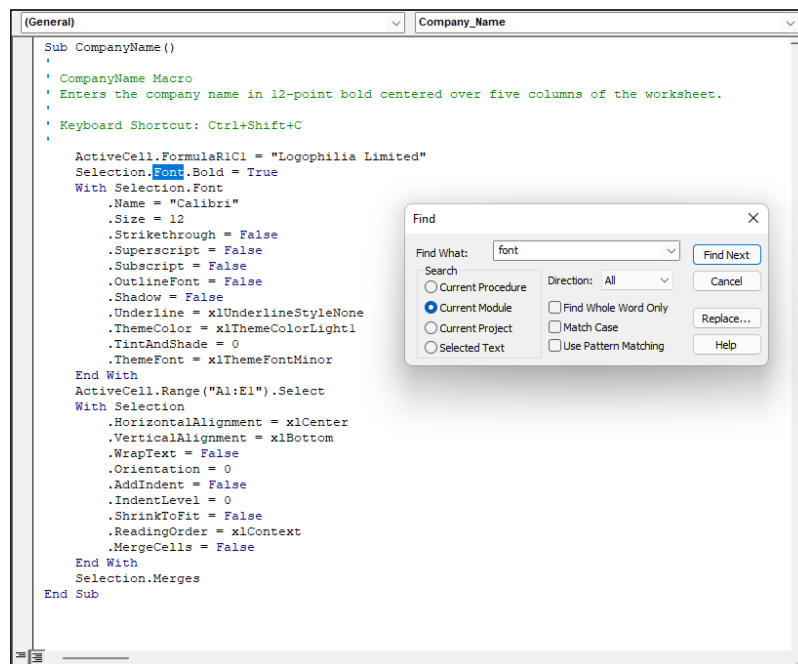 (General)
Company_Name
Sub CompanyName()
'
' CompanyName Macro
' Enters the company name in 12-point bold centered over five columns of the worksheet.
'
' Keyboard Shortcut: Ctrl+Shift+C
'
ActiveCell.FormulaR1C1 = "Logophilia Limited"
Selection.Font.Bold = True
With Selection.Font
.Name = "Calibri"
.Size = 12
.Strikethrough = False
.Superscript = False
.Subscript = False
.OutlineFont = False
.Shadow = False
.Underline = xlUnderlineStyleNone
.ThemeColor = xlThemeColorLight1
.TintAndShade = 0
.ThemeFont = xlThemeFontMinor
End With
ActiveCell.Range("A1:E1").Select
With Selection
.HorizontalAlignment = xlCenter
.VerticalAlignment = xlBottom
.WrapText = False
.Orientation = 0
.AddIndent = False
.IndentLevel = 0
.ShrinkToFit = False
.ReadingOrder = xlContext
.MergeCells = False
End With
Selection.Merges
End Sub
Find
Find What: font
Find Next
Search
Direction: All
Cancel
Current Procedure
Current Module
Find Whole Word Only
Current Project
Match Case
Replace...
Selected Text
Use Pattern Matching
Help